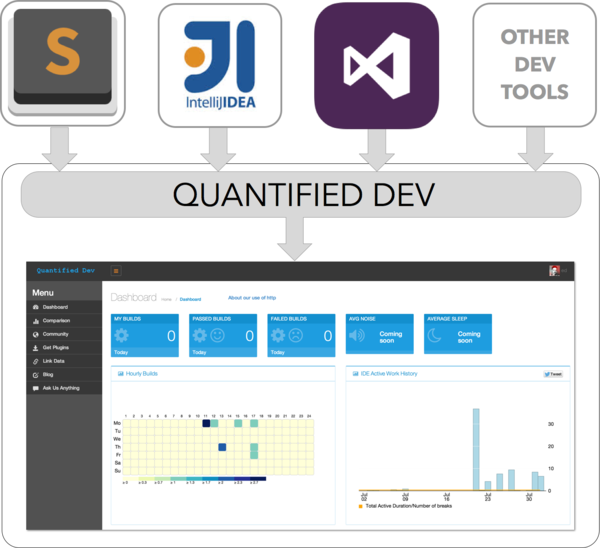 S
IntelliJIDEA
OTHER
DEV
TOOLS
QUANTIFIED DEV
Quantified Dev
Menu
Dashboard
Comparison
Community
Get Plugins
Link Data
Blog
Ask Us Anything
Dashboard Home / Dashboard About our use of http
MY BUILDS
0
Today
PASSED BUILDS
0
Today
FAILED BUILDS
0
Today
AVG NOISE
Coming
soon
AVERAGE SLEEP
Coming
soon
Hourly Builds
1 2 3 4 5 6 7 8 9 10 11 12 13 14 15 16 17 18 19 20 21 22 23 24
Mo
Tu
We
Th
Fr
Sa
Su
IDE Active Work History
Tweet
30
20
10
0
Jul
02
Jul
09
Jul
16
Jul
23
Jul
30
Total Active Duration/Number of breaks